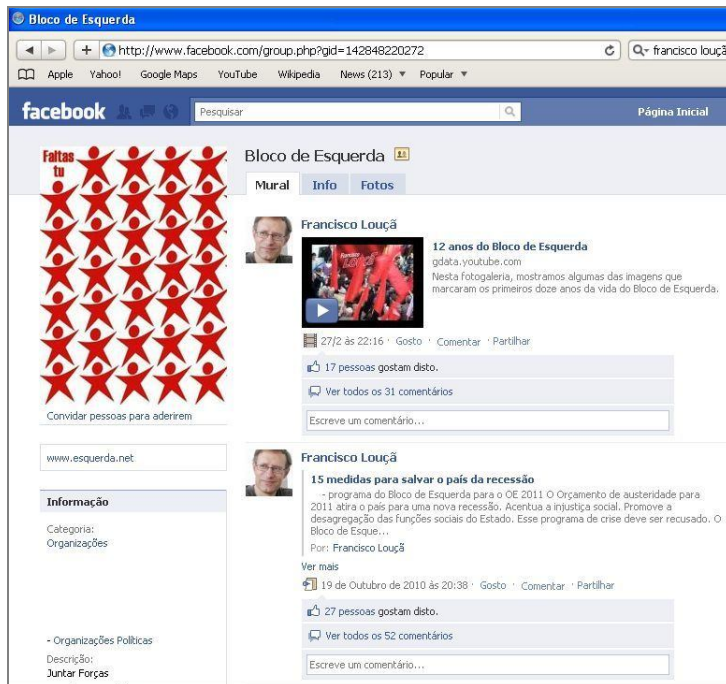 Bloco de Esquerda
http://www.facebook.com/group.php?gid=142848220272
francisco louçã
Apple Yahoo! Google Maps YouTube Wikipedia News (213) Popular
facebook Pesquisar Página Inicial
Faltas
tu
Convidar pessoas para aderirem
www.esquerda.net
Informação
Categoria:
Organizações
- Organizações Políticas
Descrição:
Juntar Forças
Bloco de Esquerda
Mural Info Fotos
Francisco Louçã
12 anos do Bloco de Esquerda
gdata.youtube.com
Nesta fotogaleria, mostramos algumas das imagens que
marcaram os primeiros doze anos da vida do Bloco de Esquerda.
27/2 às 22:16 · Gosto · Comentar · Partilhar
17 pessoas gostam disto.
Ver todos os 31 comentários
Escreve um comentário...
Francisco Louçã
15 medidas para salvar o país da recessão
- programa do Bloco de Esquerda para o OE 2011 O Orçamento de austeridade para
2011 atira o país para uma nova recessão. Acentua a injustiça social. Promove a
desagregação das funções sociais do Estado. Esse programa de crise deve ser recusado. O
Bloco de Esque...
Por: Francisco Louçã
Ver mais
19 de Outubro de 2010 às 20:38 · Gosto · Comentar · Partilhar
27 pessoas gostam disto.
Ver todos os 52 comentários
Escreve um comentário...